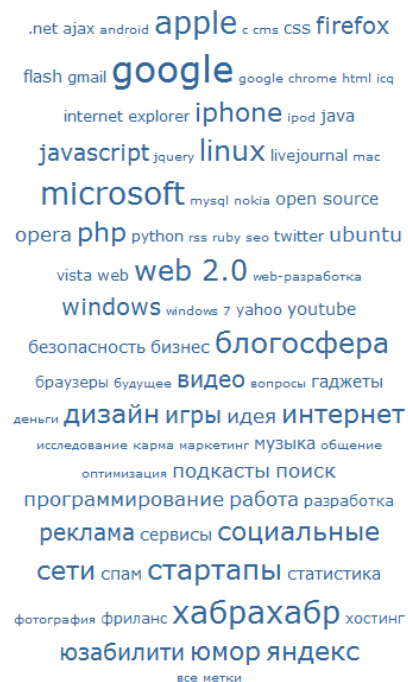 .net ajax android apple c cms css firefox
flash gmail google google chrome html icq
internet explorer iphone ipod java
javascript jquery linux livejournal mac
microsoft mysql nokia open source
opera php python rss ruby seo twitter ubuntu
vista web web 2.0 web-разработка
windows windows 7 yahoo youtube
безопасность бизнес блогосфера
браузеры будущее видео вопросы гаджеты
деньги дизайн игры идея интернет
исследование карма маркетинг музыка общение
оптимизация подкасты поиск
программирование работа разработка
реклама сервисы социальные
сети спам стартапы статистика
фотография фриланс хабрахабр хостинг
юзабилити юмор яндекс
все метки